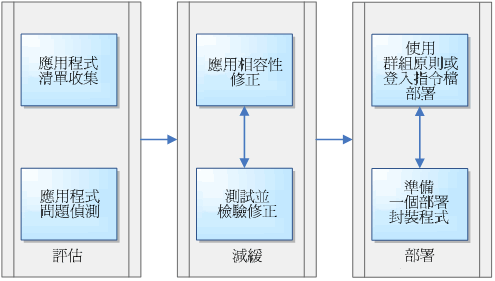 應用程式
清單收集
應用程式
問題偵測
評估
應用相容性
修正
測試並
檢驗修正
減緩
使用
群組原則或
登入指令檔
部署
準備
一個部署
封裝程式
部署